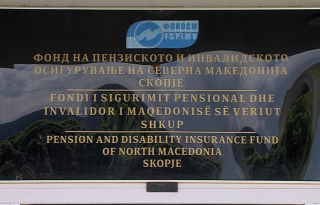 ФПИОСМ
FSPIMV
ФОНД НА ПЕНЗИСКОТО И ИНВАЛИДСКОТО
ОСИГУРУВАЊЕ НА СЕВЕРНА МАКЕДОНИЈА
СКОПЈЕ
FONDI I SIGURIMIT PENSIONAL DHE
INVALIDOR I MAQEDONISË SË VERIUT
SHKUP
PENSION AND DISABILITY INSURANCE FUND
OF NORTH MACEDONIA
SKOPJE